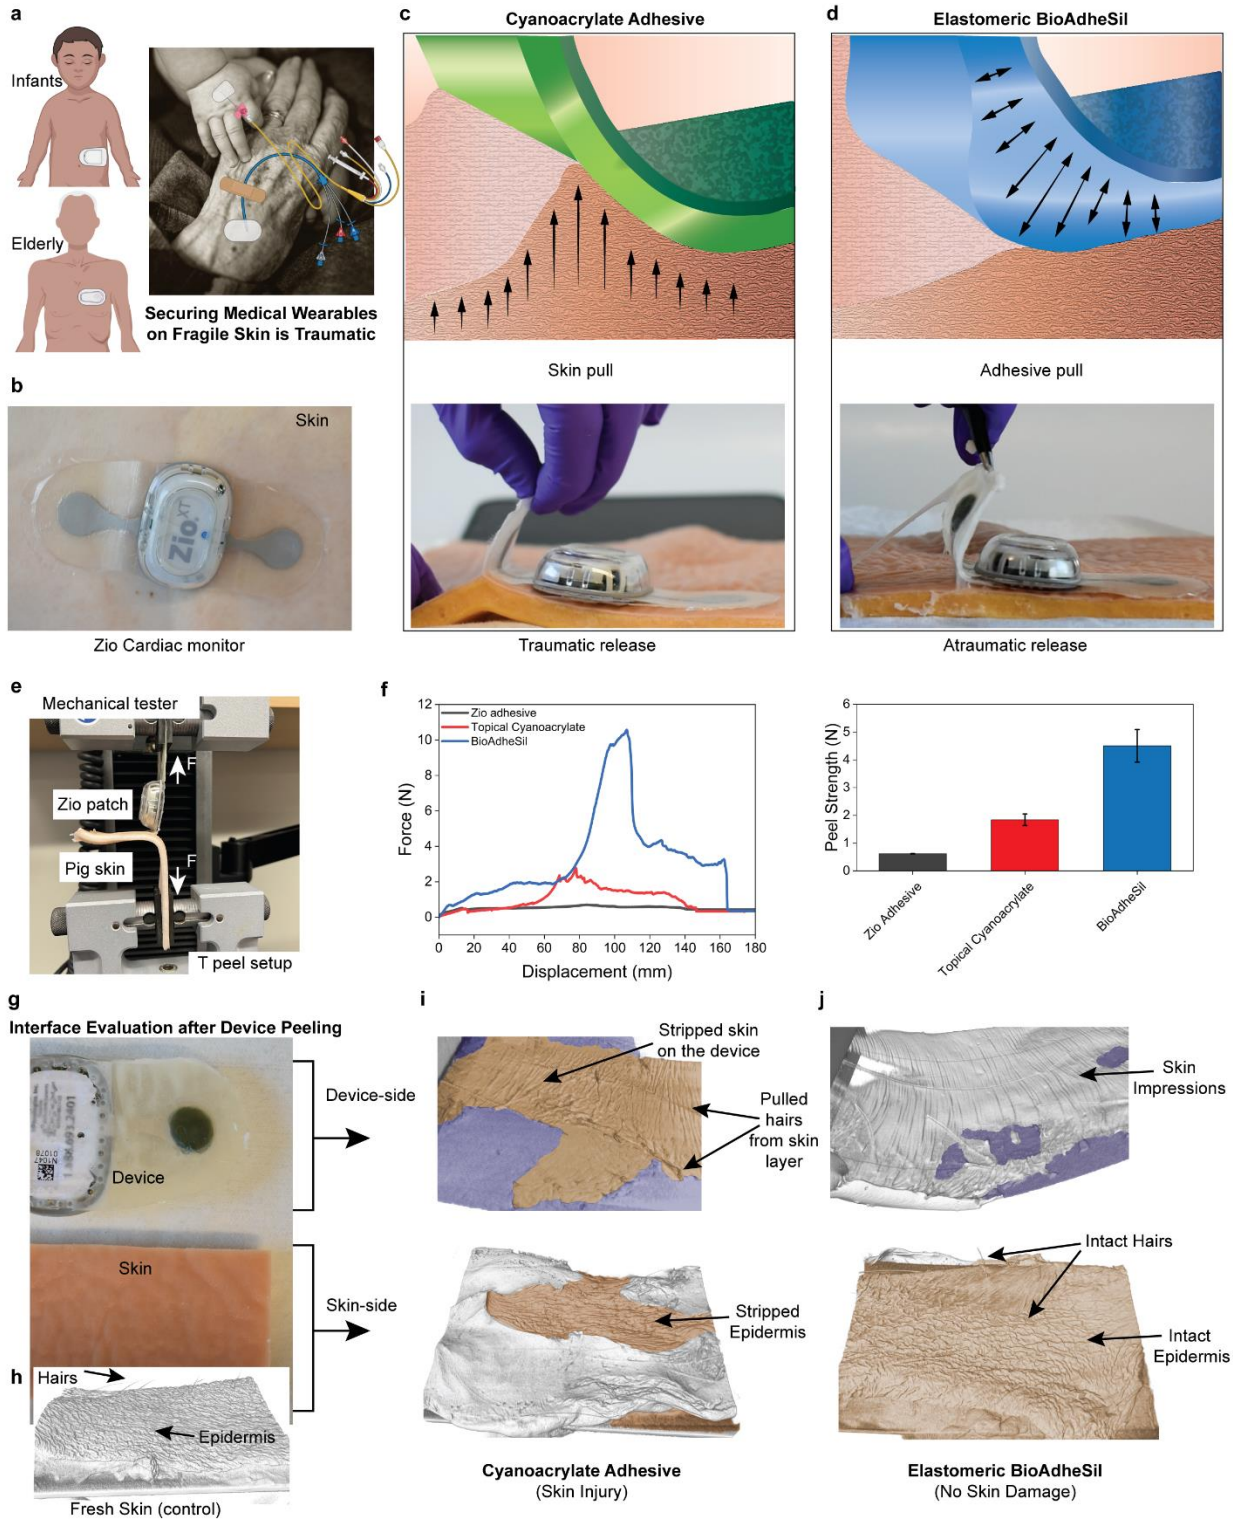 a
Infants
Elderly
Securing Medical Wearables
on Fragile Skin is Traumatic
b
Skin
Zio XT
Zio Cardiac monitor
c
Cyanoacrylate Adhesive
Skin pull
Traumatic release
d
Elastomeric BioAdheSil
Adhesive pull
Atraumatic release
e
Mechanical tester
F
Zio patch
Pig skin
F
T peel setup
f
12
10
8
6
4
2
0
Force (N)
Zio adhesive
Topical Cyanoacrylate
BioAdheSil
0 20 40 60 80 100 120 140 160 180
Displacement (mm)
6
5
4
3
2
1
0
Peel Strength (N)
Zio Adhesive
Topical Cyanoacrylate
BioAdheSil
g
Interface Evaluation after Device Peeling
N1047
01078
Device
Device-side
Skin
Skin-side
h
Hairs
Epidermis
Fresh Skin (control)
i
Stripped skin
on the device
Pulled
hairs
from skin
layer
Stripped
Epidermis
Cyanoacrylate Adhesive
(Skin Injury)
j
Skin
Impressions
Intact Hairs
Intact
Epidermis
Elastomeric BioAdheSil
(No Skin Damage)